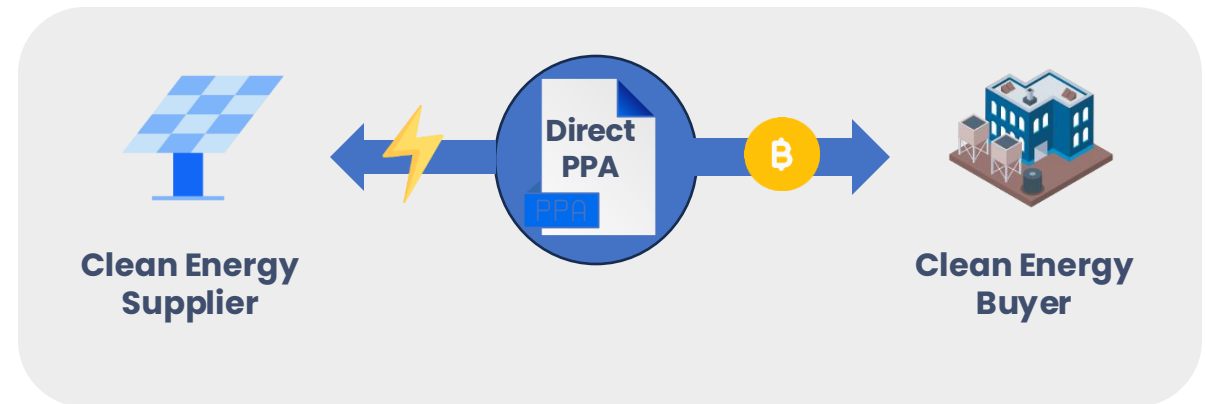 Direct
PPA
PPA
฿
Clean Energy
Supplier
Clean Energy
Buyer